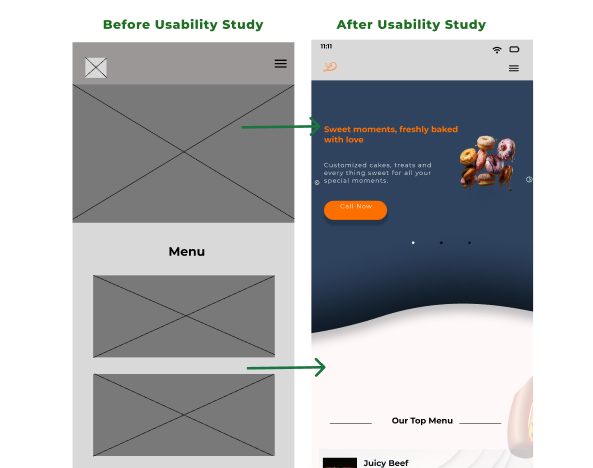 Before Usability Study
After Usability Study
11:11
Sweet moments, freshly baked
with love
Customized cakes, treats and
every thing sweet for all your
special moments.
Call Now
Menu
Our Top Menu
Juicy Beef